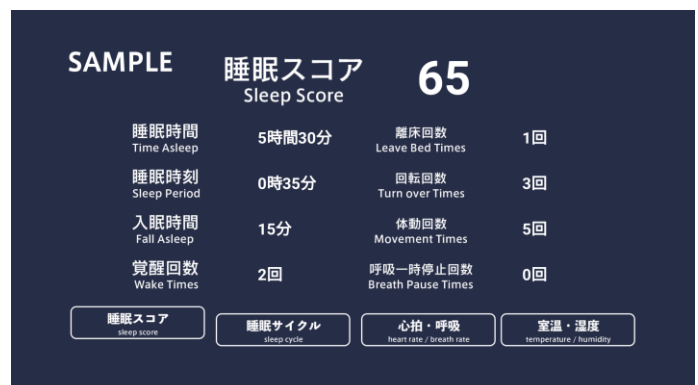 SAMPLE
睡眠スコア
Sleep Score
65
睡眠時間
Time Asleep
5時間30分
離床回数
Leave Bed Times
1回
睡眠時刻
Sleep Period
0時35分
回転回数
Turn over Times
3回
入眠時間
Fall Asleep
15分
体動回数
Movement Times
5回
覚醒回数
Wake Times
2回
呼吸一時停止回数
Breath Pause Times
0回
睡眠スコア
sleep score
睡眠サイクル
sleep cycle
心拍・呼吸
heart rate / breath rate
室温・湿度
temperature / humidity